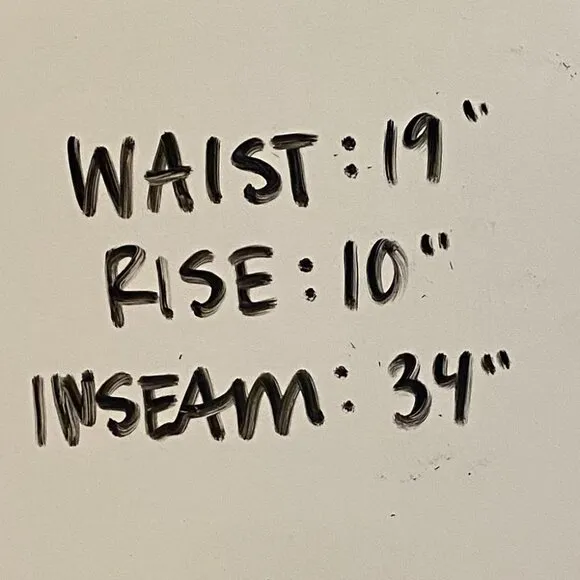 WAIST: 19"
RISE: 10"
INSEAM: 34"